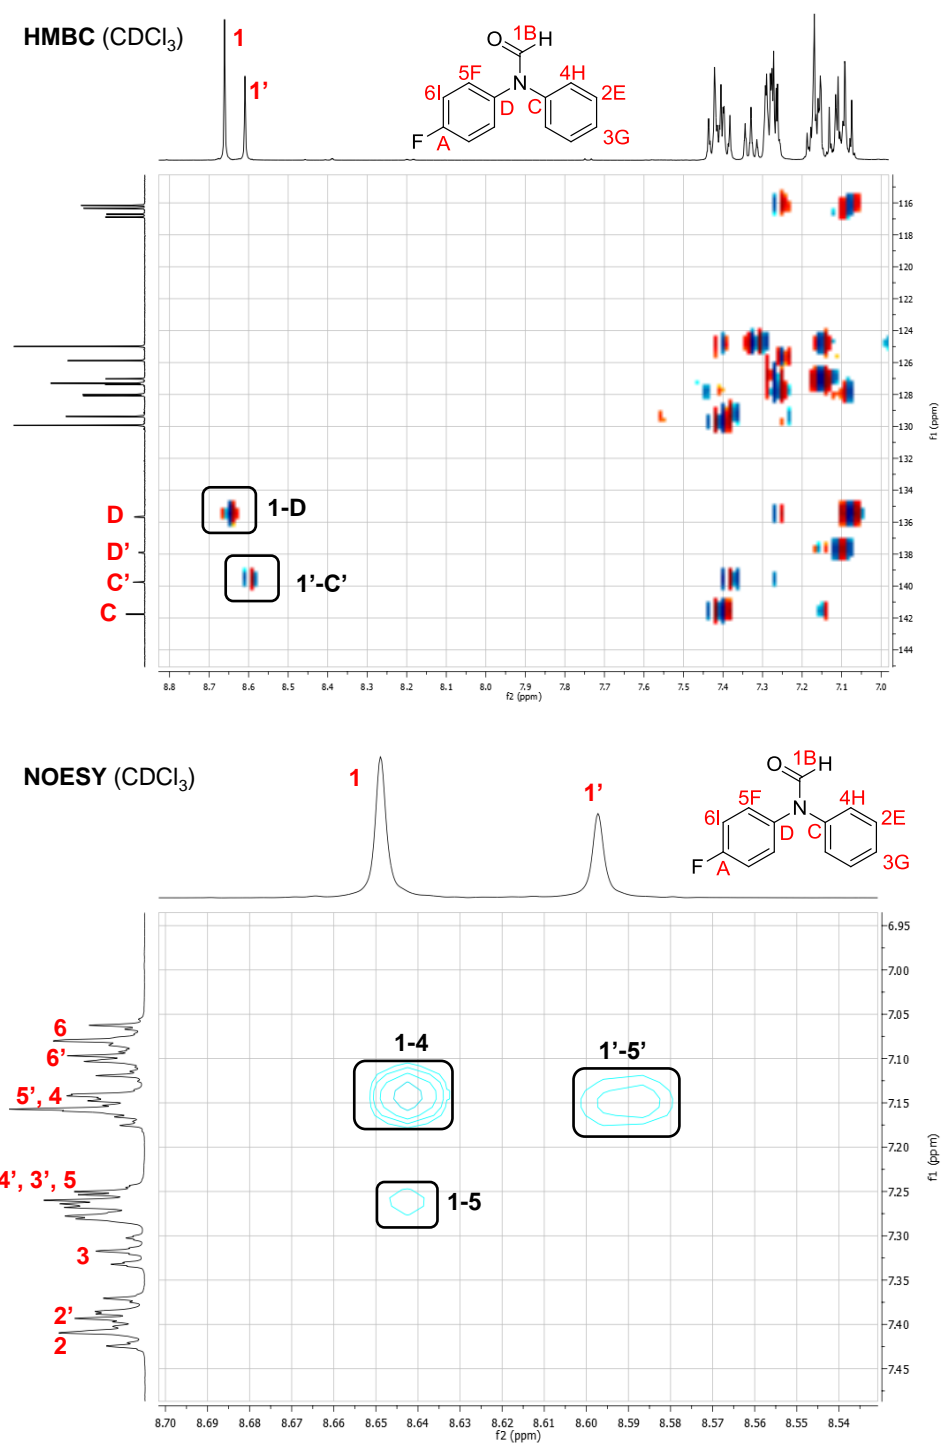 HMBC (CDCl3)
1
1'
1B
O
H
5F
4H
6I
N
2E
D
C
3G
F
A
116
118
120
122
124
126
128
130
132
134
136
138
140
142
144
f1 (ppm)
D
D'
C'
C
1-D
1'-C'
8.8
8.7
8.6
8.5
8.4
8.3
8.2
8.1
8.0
7.9
7.8
7.7
7.6
7.5
7.4
7.3
7.2
7.1
7.0
f2 (ppm)
NOESY (CDCl3)
1
1'
1B
O
H
5F
4H
6I
N
2E
D
C
3G
F
A
6
6'
5', 4
4', 3', 5
3
2'
2
1-4
1'-5'
1-5
6.95
7.00
7.05
7.10
7.15
7.20
7.25
7.30
7.35
7.40
7.45
f1 (ppm)
8.70
8.69
8.68
8.67
8.66
8.65
8.64
8.63
8.62
8.61
8.60
8.59
8.58
8.57
8.56
8.55
8.54
f2 (ppm)